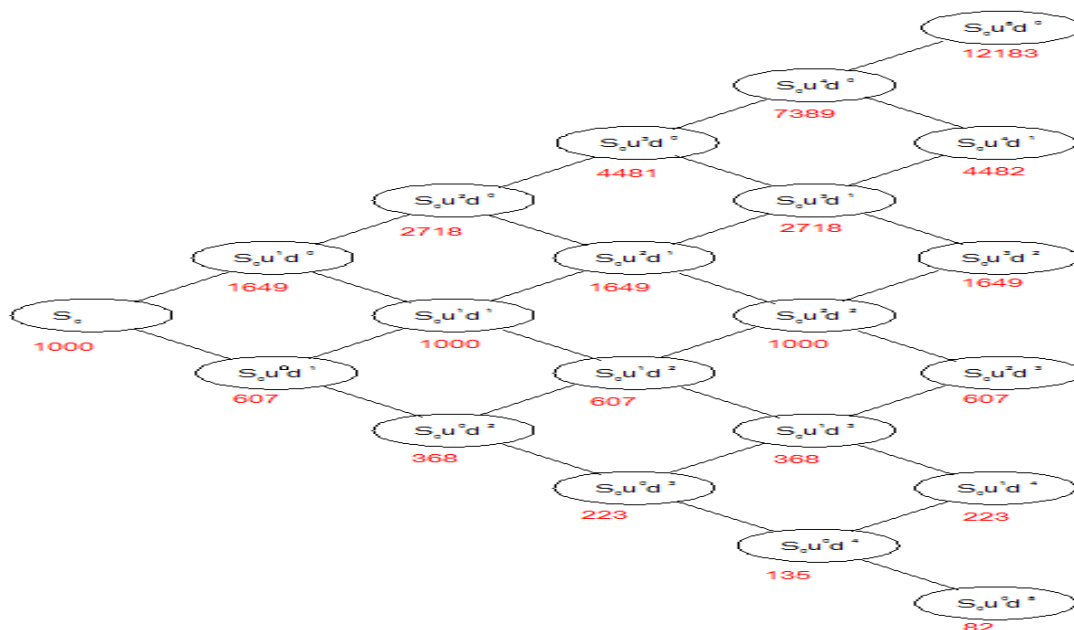 S₀u⁵d⁰
12183
S₀u⁴d⁰
7389
S₀u³d⁰ S₀u⁴d¹
4481 4482
S₀u²d⁰ S₀u³d¹
2718 2718
S₀u¹d⁰ S₀u²d¹ S₀u³d²
1649 1649 1649
S₀ S₀u¹d¹ S₀u²d²
1000 1000 1000
S₀u⁰d¹ S₀u¹d² S₀u²d³
607 607 607
S₀u⁰d² S₀u¹d³
368 368
S₀u⁰d³ S₀u¹d⁴
223 223
S₀u⁰d⁴
135
S₀u⁰d⁵
82